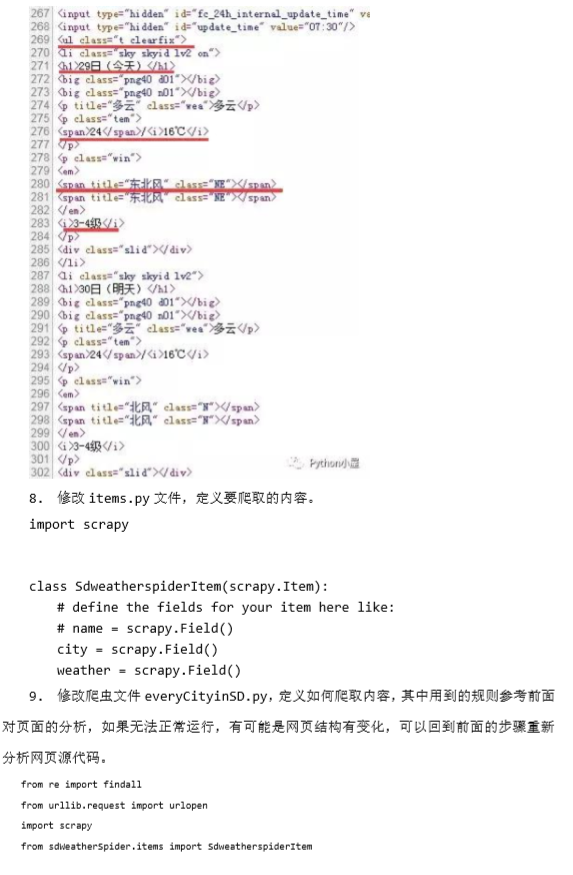 267 <input type="hidden" id="fc_24h_internal_update_time" va
268 <input type="hidden" id="update_time" value="07:30"/>
269 <ul class="t clearfix">
270 <li class="sky skyid lv2 on">
271 <h1>29日（今天）</h1>
272 <big class="png40 d01"></big>
273 <big class="png40 n01"></big>
274 <p title="多云" class="wea">多云</p>
275 <p class="tem">
276 <span>24</span>/<i>16℃</i>
277 </p>
278 <p class="win">
279 <em>
280 <span title="东北风" class="NE"></span>
281 <span title="东北风" class="NE"></span>
282 </em>
283 <i>3-4级</i>
284 </p>
285 <div class="slid"></div>
286 </li>
287 <li class="sky skyid lv2">
288 <h1>30日（明天）</h1>
289 <big class="png40 d01"></big>
290 <big class="png40 n01"></big>
291 <p title="多云" class="wea">多云</p>
292 <p class="tem">
293 <span>24</span>/<i>16℃</i>
294 </p>
295 <p class="win">
296 <em>
297 <span title="北风" class="N"></span>
298 <span title="北风" class="N"></span>
299 </em>
300 <i>3-4级</i>
301 </p>
Python小屋
302 <div class="slid"></div>
8. 修改 items.py 文件，定义要爬取的内容。
import scrapy
class SdweatherspiderItem(scrapy.Item):
# define the fields for your item here like:
# name = scrapy.Field()
city = scrapy.Field()
weather = scrapy.Field()
9. 修改爬虫文件 everyCityinSD.py，定义如何爬取内容，其中用到的规则参考前面
对页面的分析，如果无法正常运行，有可能是网页结构有变化，可以回到前面的步骤重新
分析网页源代码。
from re import findall
from urllib.request import urlopen
import scrapy
from sdWeatherSpider.items import SdweatherspiderItem